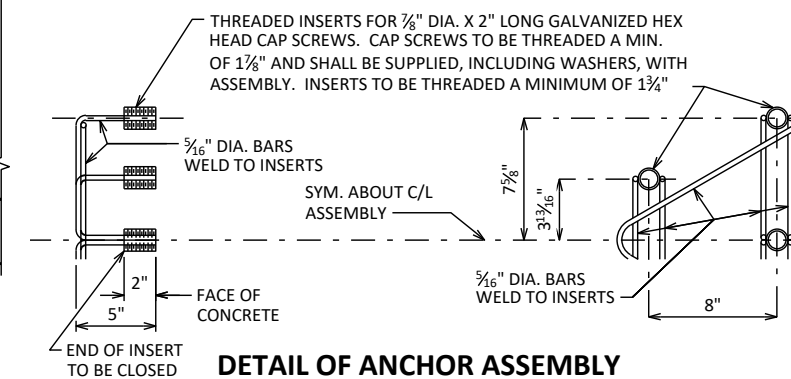 THREADED INSERTS FOR ⅞" DIA. X 2" LONG GALVANIZED HEX
HEAD CAP SCREWS. CAP SCREWS TO BE THREADED A MIN.
OF 1⅞" AND SHALL BE SUPPLIED, INCLUDING WASHERS, WITH
ASSEMBLY. INSERTS TO BE THREADED A MINIMUM OF 1¾"
5⁄16" DIA. BARS
WELD TO INSERTS
SYM. ABOUT C/L
ASSEMBLY
7⅝"
3 13⁄16"
5⁄16" DIA. BARS
WELD TO INSERTS
8"
2"
5"
FACE OF
CONCRETE
END OF INSERT
TO BE CLOSED
DETAIL OF ANCHOR ASSEMBLY